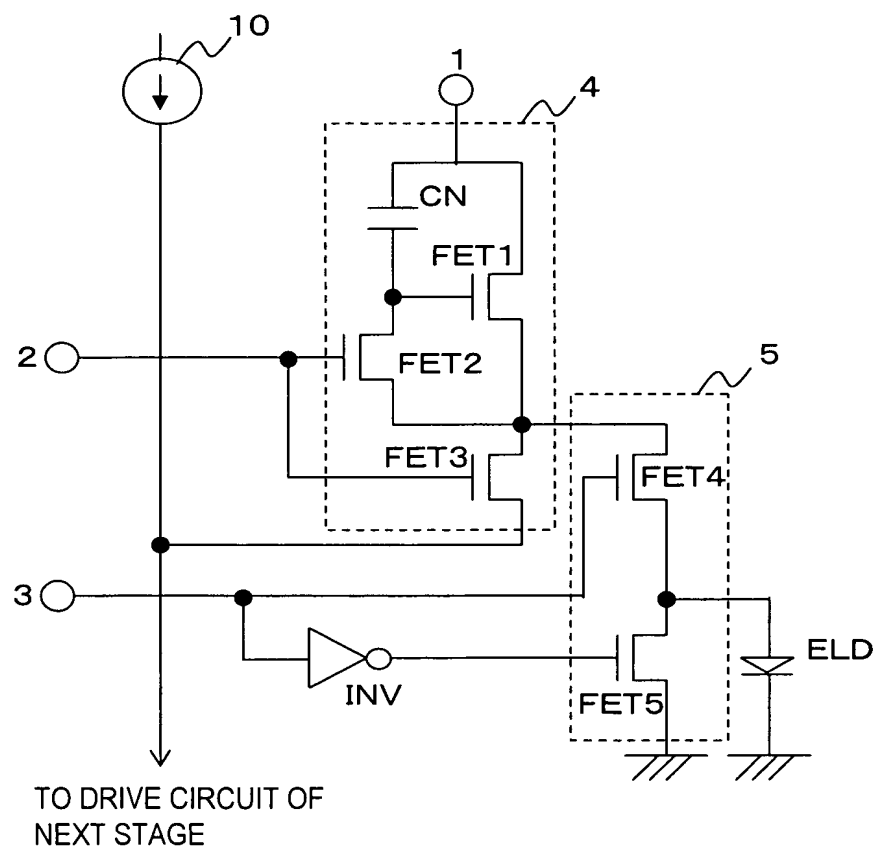 10
1
4
CN
FET1
2
FET2
5
FET3
FET4
3
ELD
INV
FET5
TO DRIVE CIRCUIT OF
NEXT STAGE